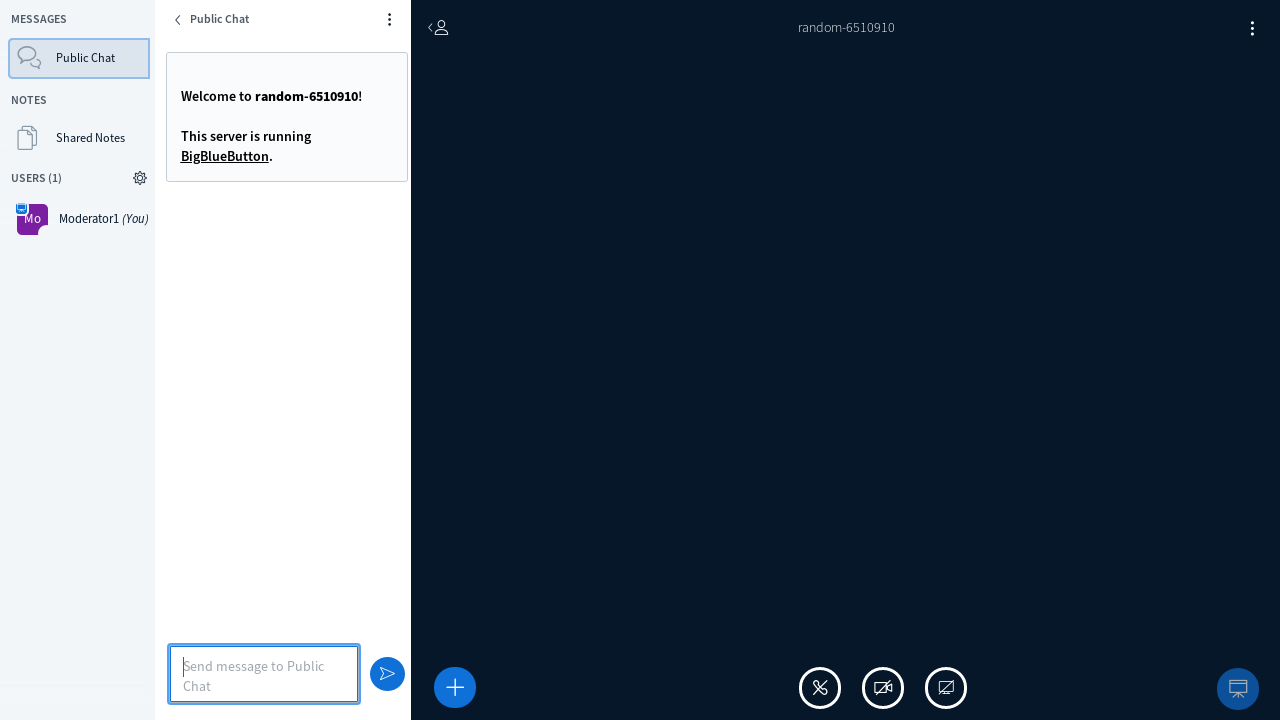 MESSAGES
Public Chat
NOTES
Shared Notes
USERS (1)
Mo
Moderator1 (You)
Public Chat
Welcome to random-6510910!
This server is running
BigBlueButton.
Send message to Public
Chat
random-6510910